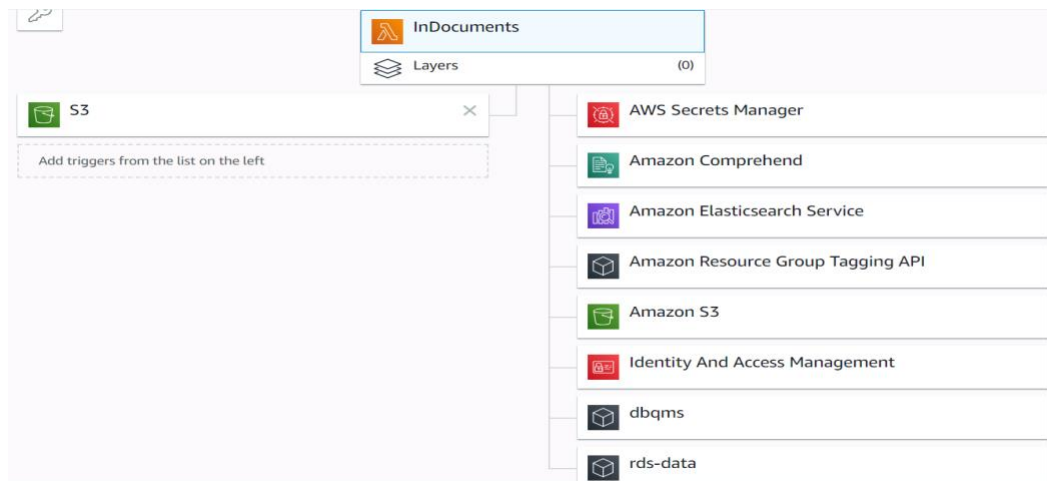 InDocuments
Layers (0)
S3
Add triggers from the list on the left
AWS Secrets Manager
Amazon Comprehend
Amazon Elasticsearch Service
Amazon Resource Group Tagging API
Amazon S3
Identity And Access Management
dbqms
rds-data